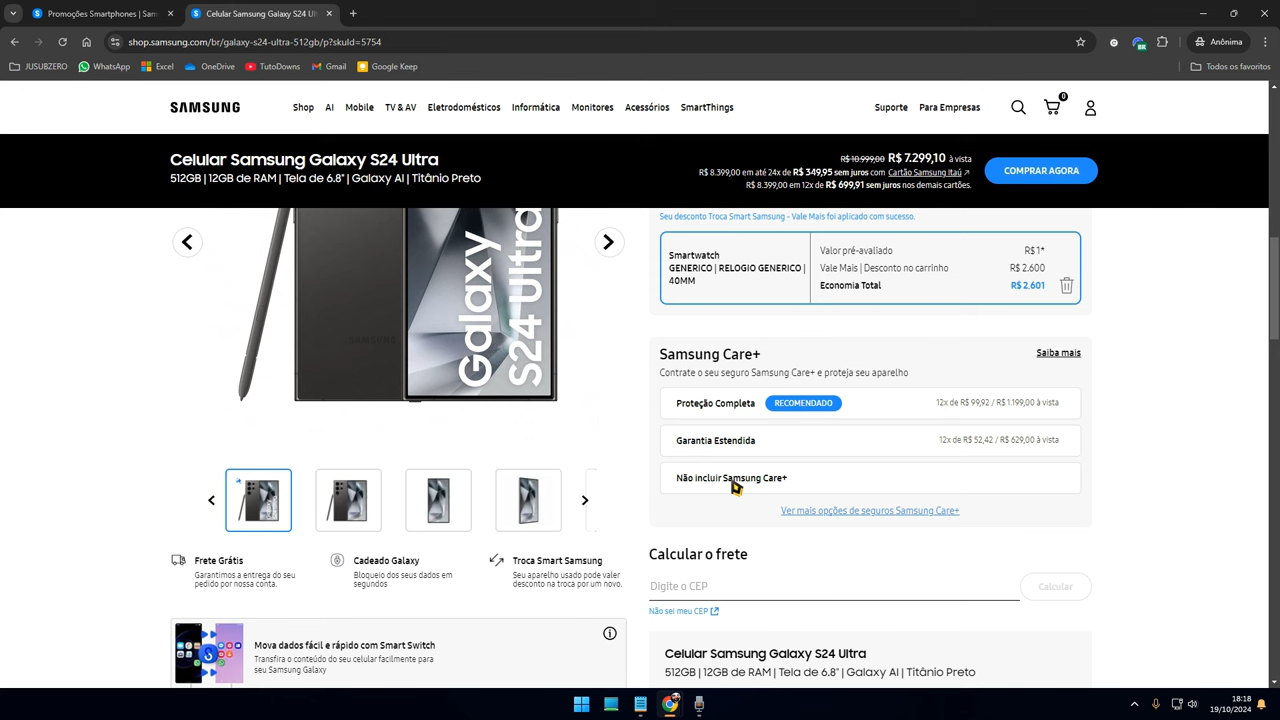 Promoções Smartphones | Sam
Celular Samsung Galaxy S24 Ul
shop.samsung.com/br/galaxy-s24-ultra-512gb/p?skuId=5754
Anônima
JUSUBZERO
WhatsApp
Excel
OneDrive
TutoDowns
Gmail
Google Keep
Todos os favoritos
SAMSUNG
Shop
AI
Mobile
TV & AV
Eletrodomésticos
Informática
Monitores
Acessórios
SmartThings
Suporte
Para Empresas
0
Celular Samsung Galaxy S24 Ultra
512GB | 12GB de RAM | Tela de 6.8" | Galaxy AI | Titânio Preto
R$ 10.999,00 R$ 7.299,10 à vista
R$ 8.399,00 em até 24x de R$ 349,95 sem juros com Cartão Samsung Itaú
R$ 8.399,00 em 12x de R$ 699,91 sem juros nos demais cartões.
COMPRAR AGORA
Galaxy
S24 Ultra
SAMSUNG
Seu desconto Troca Smart Samsung - Vale Mais foi aplicado com sucesso.
Smartwatch
GENERICO | RELOGIO GENERICO |
40MM
Valor pré-avaliado R$ 1*
Vale Mais | Desconto no carrinho R$ 2.600
Economia Total R$ 2.601
Samsung Care+
Saiba mais
Contrate o seu seguro Samsung Care+ e proteja seu aparelho
Proteção Completa RECOMENDADO 12x de R$ 99,92 / R$ 1.199,00 à vista
Garantia Estendida 12x de R$ 52,42 / R$ 629,00 à vista
Não incluir Samsung Care+
Ver mais opções de seguros Samsung Care+
Frete Grátis
Garantimos a entrega do seu
pedido por nossa conta.
Cadeado Galaxy
Bloqueio dos seus dados em
segundos
Troca Smart Samsung
Seu aparelho usado pode valer
desconto na troca por um novo.
Calcular o frete
Digite o CEP
Calcular
Não sei meu CEP
Mova dados fácil e rápido com Smart Switch
Transfira o conteúdo do seu celular facilmente para
seu Samsung Galaxy
Celular Samsung Galaxy S24 Ultra
512GB | 12GB de RAM | Tela de 6.8" | Galaxy AI | Titânio Preto
18:18
19/10/2024